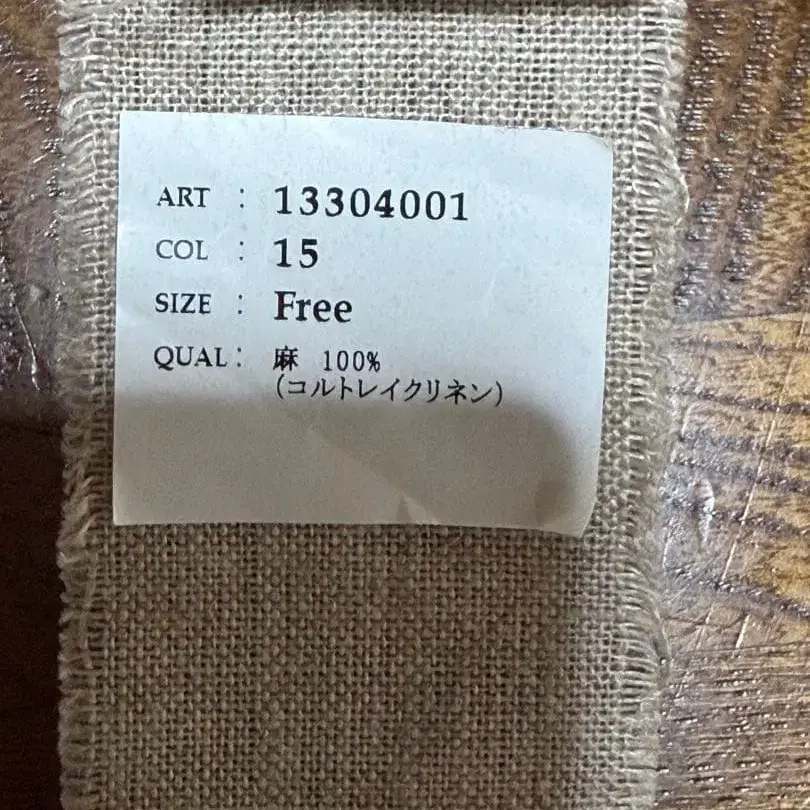 ART : 13304001
COL : 15
SIZE : Free
QUAL : 麻 100%
(コルトレイクリネン)